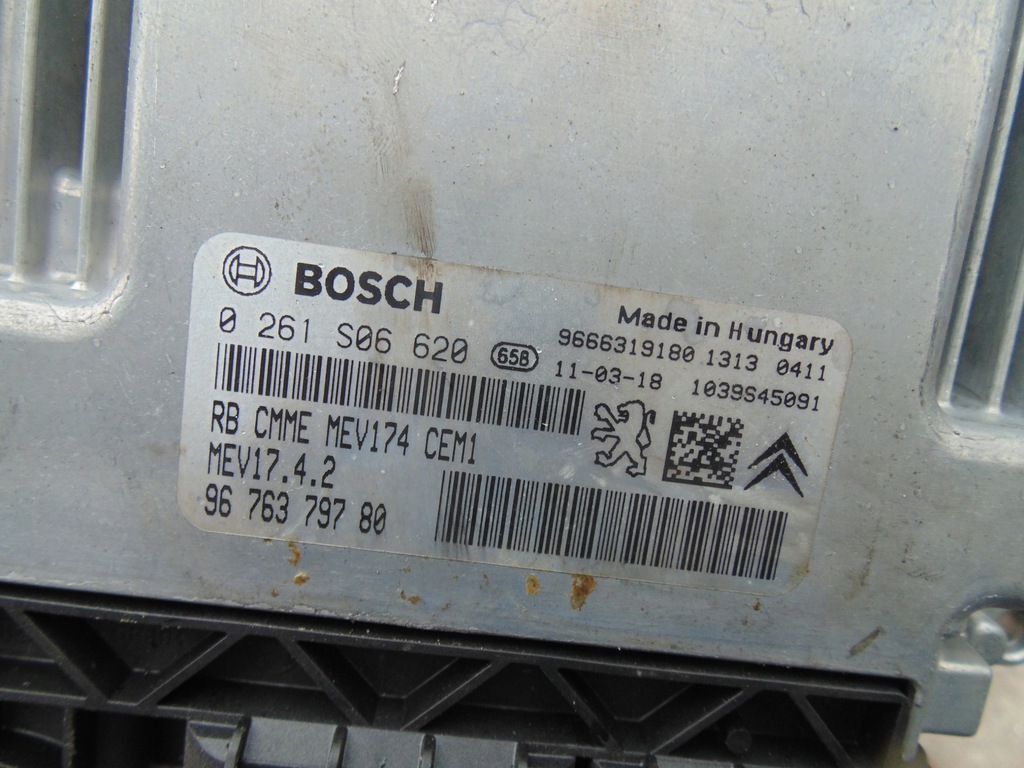 BOSCH
Made in Hungary
0 261 S06 620 65B
9666319180 1313 0411
11-03-18 1039S45091
RB CMME MEV174 CEM1
MEV17.4.2
96 763 797 80